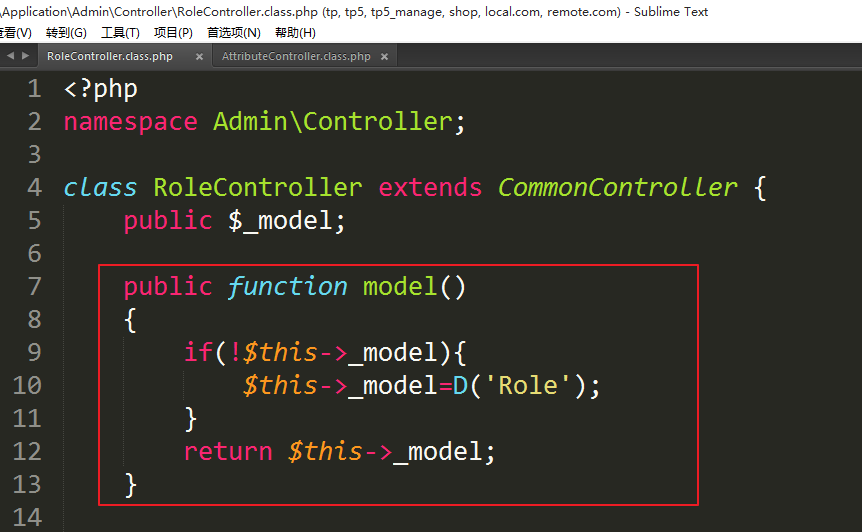 \Application\Admin\Controller\RoleController.class.php (tp, tp5, tp5_manage, shop, local.com, remote.com) - Sublime Text
查看(V) 转到(G) 工具(T) 项目(P) 首选项(N) 帮助(H)
RoleController.class.php × AttributeController.class.php ×
1 <?php
2 namespace Admin\Controller;
3
4 class RoleController extends CommonController {
5     public $_model;
6
7     public function model()
8     {
9         if(!$this->_model){
10             $this->_model=D('Role');
11         }
12         return $this->_model;
13     }
14